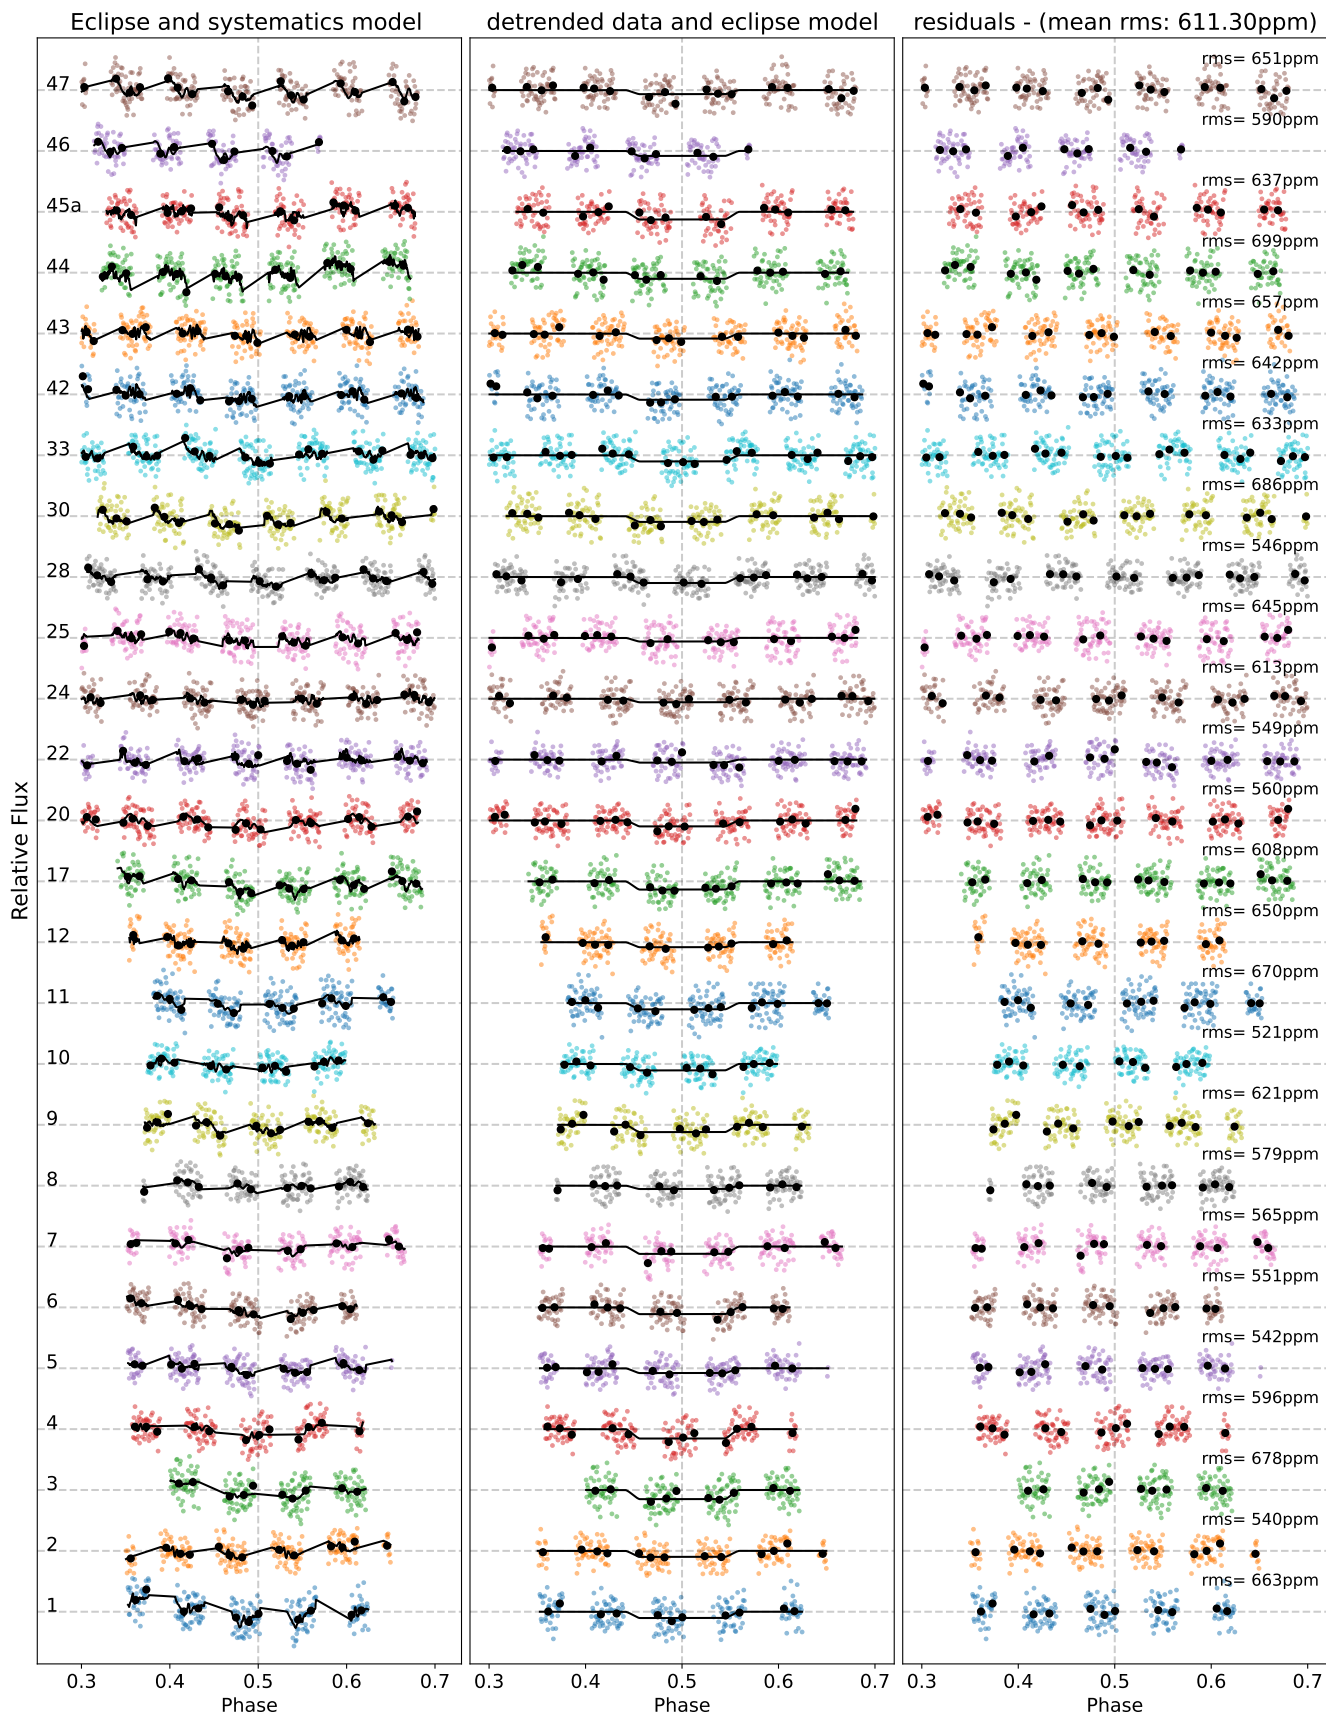 Eclipse and systematics model
detrended data and eclipse model
residuals - (mean rms: 611.30ppm)
Relative Flux
47
rms= 651ppm
46
rms= 590ppm
45a
rms= 637ppm
44
rms= 699ppm
43
rms= 657ppm
42
rms= 642ppm
33
rms= 633ppm
30
rms= 686ppm
28
rms= 546ppm
25
rms= 645ppm
24
rms= 613ppm
22
rms= 549ppm
20
rms= 560ppm
17
rms= 608ppm
12
rms= 650ppm
11
rms= 670ppm
10
rms= 521ppm
9
rms= 621ppm
8
rms= 579ppm
7
rms= 565ppm
6
rms= 551ppm
5
rms= 542ppm
4
rms= 596ppm
3
rms= 678ppm
2
rms= 540ppm
1
rms= 663ppm
0.3 0.4 0.5 0.6 0.7
0.3 0.4 0.5 0.6 0.7
0.3 0.4 0.5 0.6 0.7
Phase
Phase
Phase